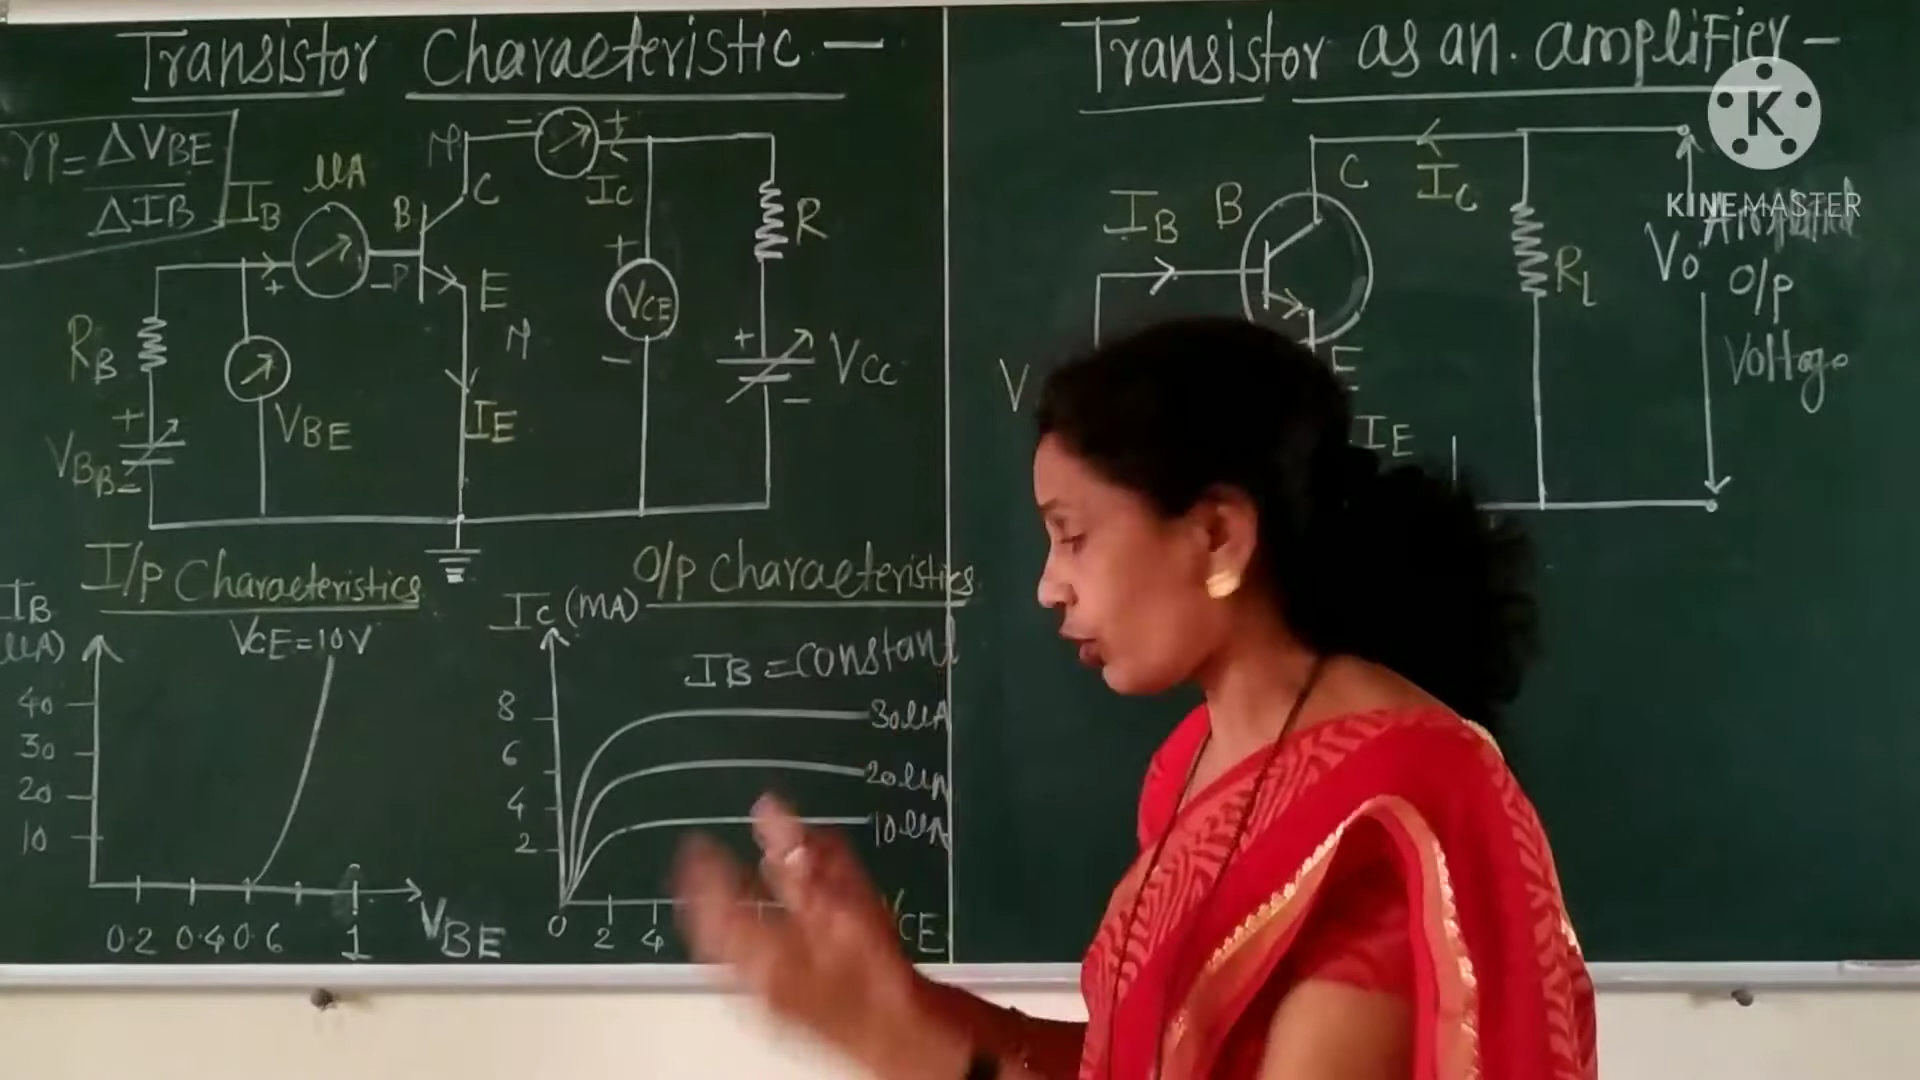 Transistor Characteristic -
ri = ΔVBE / ΔIB
IB
μA
B
P
N
C
- +
IC
+
VCE
-
R
+
VCC
-
E
N
IE
+ -
RB
+
VBB
-
VBE
I/p Characteristics
IB
(μA)
VCE=10V
40
30
20
10
0.2 0.4 0.6 1 VBE
O/p Characteristics
IC (mA)
IB = constant
8
6
4
2
30μA
20μA
10μA
0 2 4
VCE
Transistor as an. amplifier -
IB
B
C
IC
RL
E
IE
V
Vo
O/p
Voltage
K
KINEMASTER